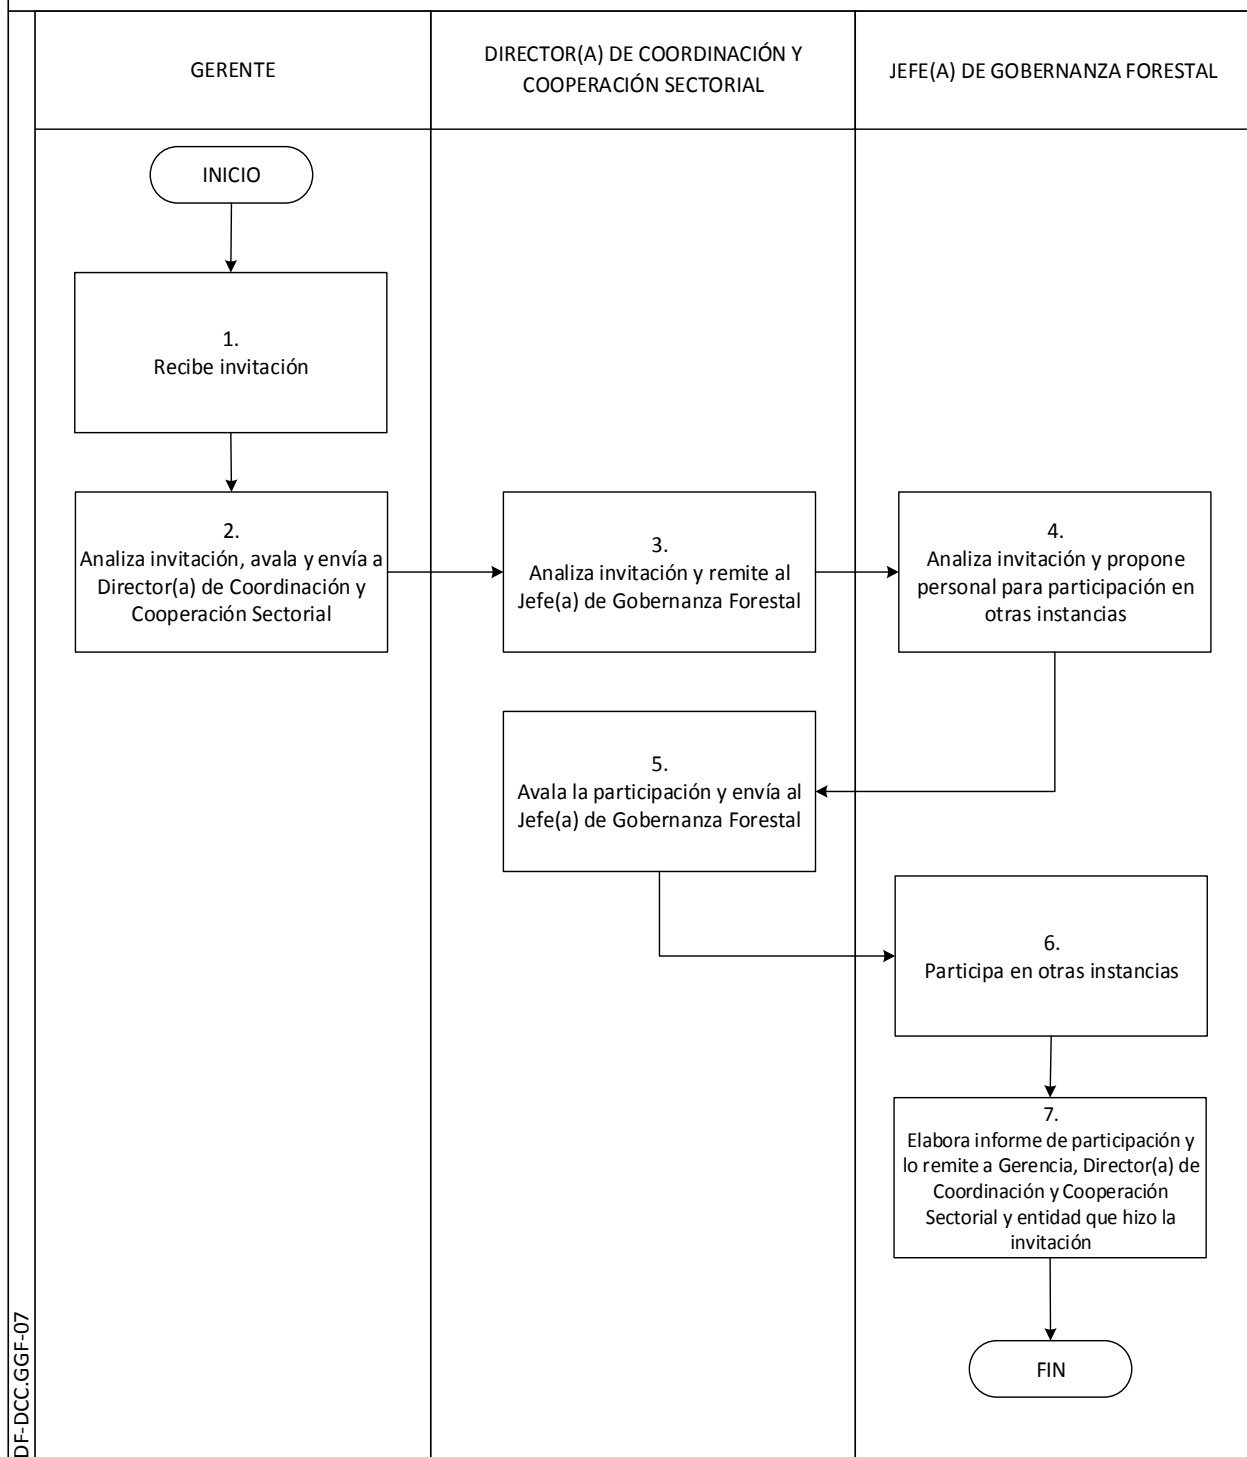 GERENTE
DIRECTOR(A) DE COORDINACIÓN Y
COOPERACIÓN SECTORIAL
JEFE(A) DE GOBERNANZA FORESTAL
INICIO
1.
Recibe invitación
2.
Analiza invitación, avala y envía a
Director(a) de Coordinación y
Cooperación Sectorial
3.
Analiza invitación y remite al
Jefe(a) de Gobernanza Forestal
4.
Analiza invitación y propone
personal para participación en
otras instancias
5.
Avala la participación y envía al
Jefe(a) de Gobernanza Forestal
6.
Participa en otras instancias
7.
Elabora informe de participación y
lo remite a Gerencia, Director(a) de
Coordinación y Cooperación
Sectorial y entidad que hizo la
invitación
FIN
DF-DCC.GGF-07